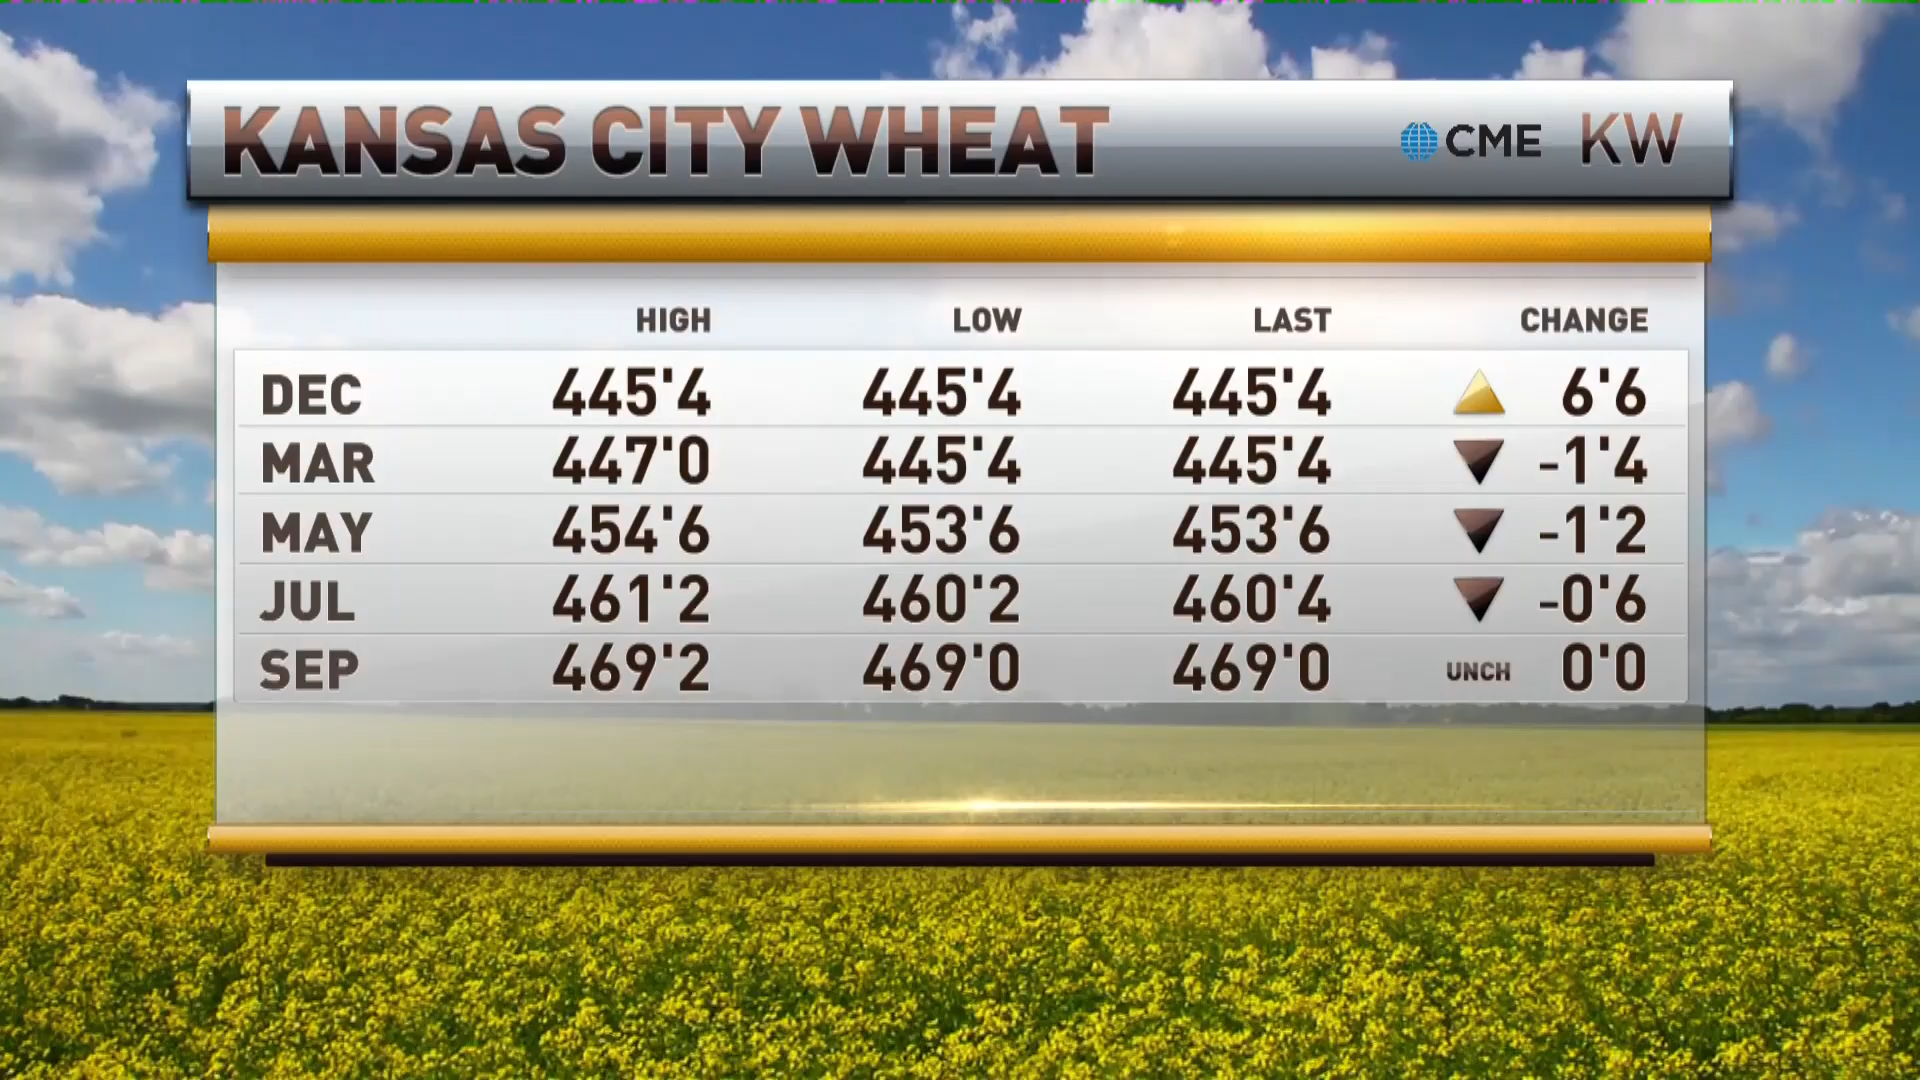 KANSAS CITY WHEAT CME KW
HIGH LOW LAST CHANGE
DEC 445'4 445'4 445'4 6'6
MAR 447'0 445'4 445'4 -1'4
MAY 454'6 453'6 453'6 -1'2
JUL 461'2 460'2 460'4 -0'6
SEP 469'2 469'0 469'0 UNCH 0'0